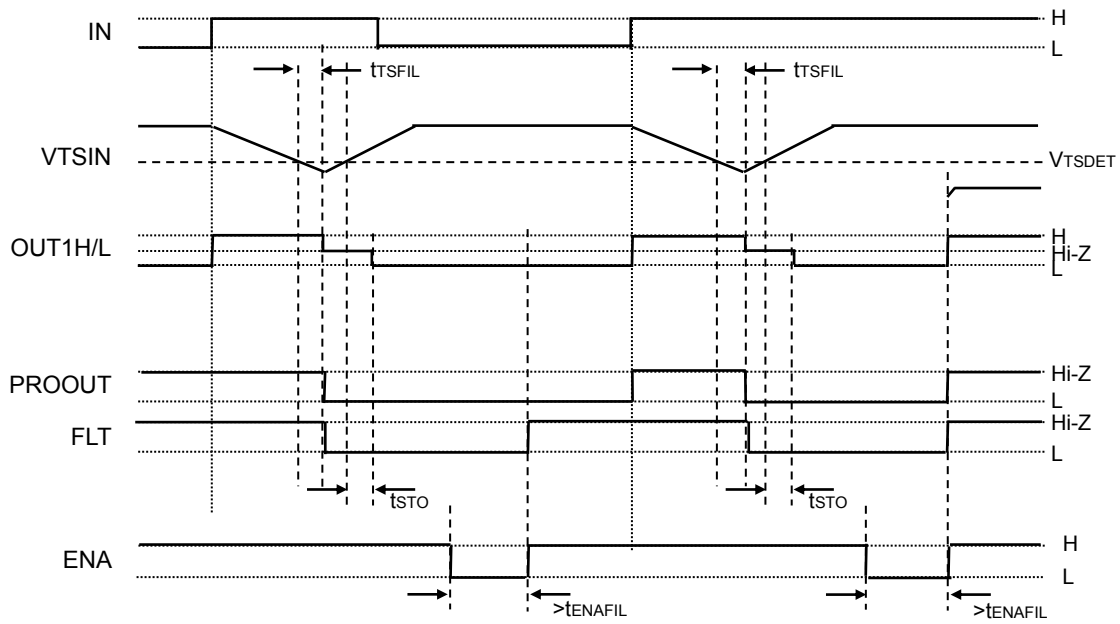 IN
H
L
tTSFIL
tTSFIL
VTSIN
VTSDET
OUT1H/L
H
Hi-Z
L
PROOUT
Hi-Z
L
FLT
Hi-Z
L
tSTO
tSTO
ENA
H
L
>tENAFIL
>tENAFIL